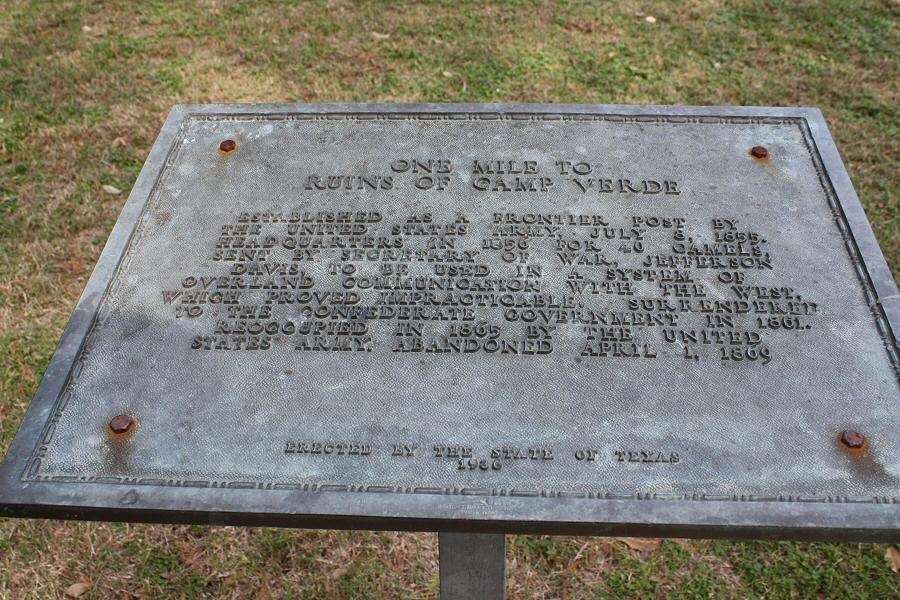 ONE MILE TO
RUINS OF CAMP VERDE
ESTABLISHED AS A FRONTIER POST BY
THE UNITED STATES ARMY, JULY 8, 1855.
HEADQUARTERS IN 1856 FOR 40 CAMELS,
SENT BY SECRETARY OF WAR, JEFFERSON
DAVIS TO BE USED IN A SYSTEM OF
OVERLAND COMMUNICATION WITH THE WEST,
WHICH PROVED IMPRACTICABLE. SURRENDERED
TO THE CONFEDERATE GOVERNMENT IN 1861.
REOCCUPIED IN 1865 BY THE UNITED
STATES ARMY. ABANDONED APRIL 1, 1869
ERECTED BY THE STATE OF TEXAS
1936